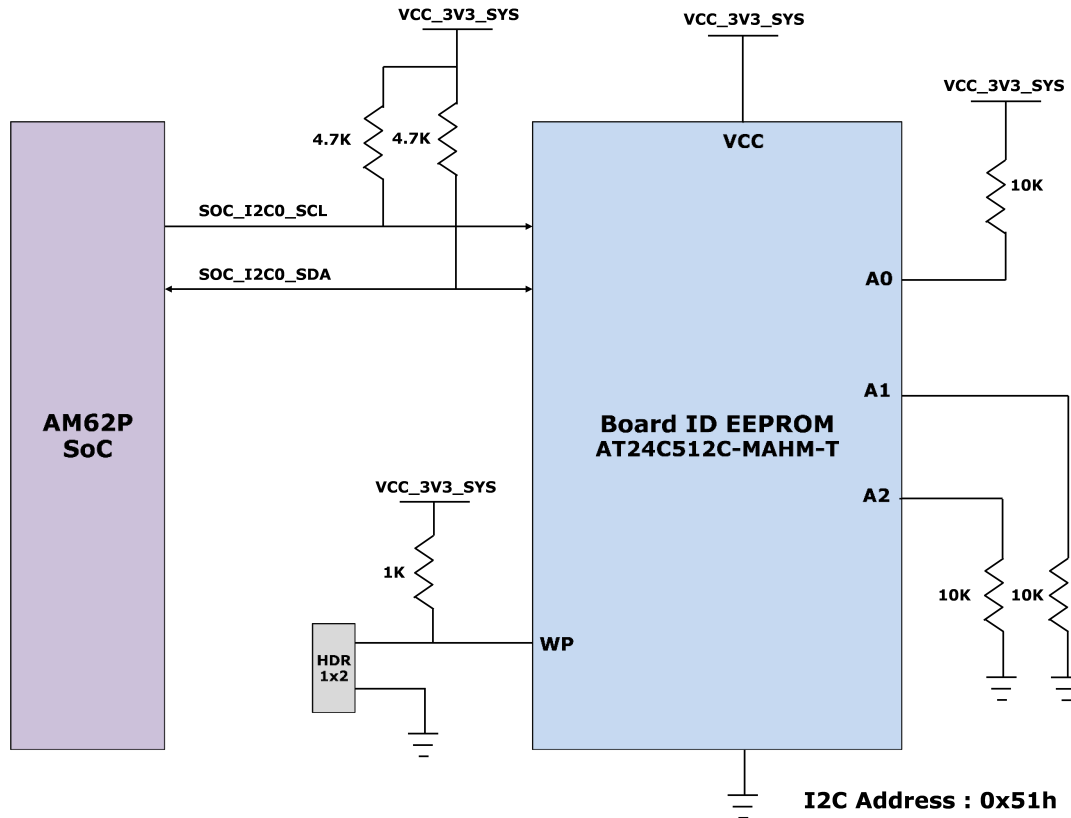 VCC_3V3_SYS
VCC_3V3_SYS
VCC_3V3_SYS
4.7K
4.7K
VCC
10K
SOC_I2C0_SCL
SOC_I2C0_SDA
A0
A1
AM62P
SoC
Board ID EEPROM
AT24C512C-MAHM-T
VCC_3V3_SYS
A2
1K
10K
10K
HDR
1x2
WP
I2C Address : 0x51h